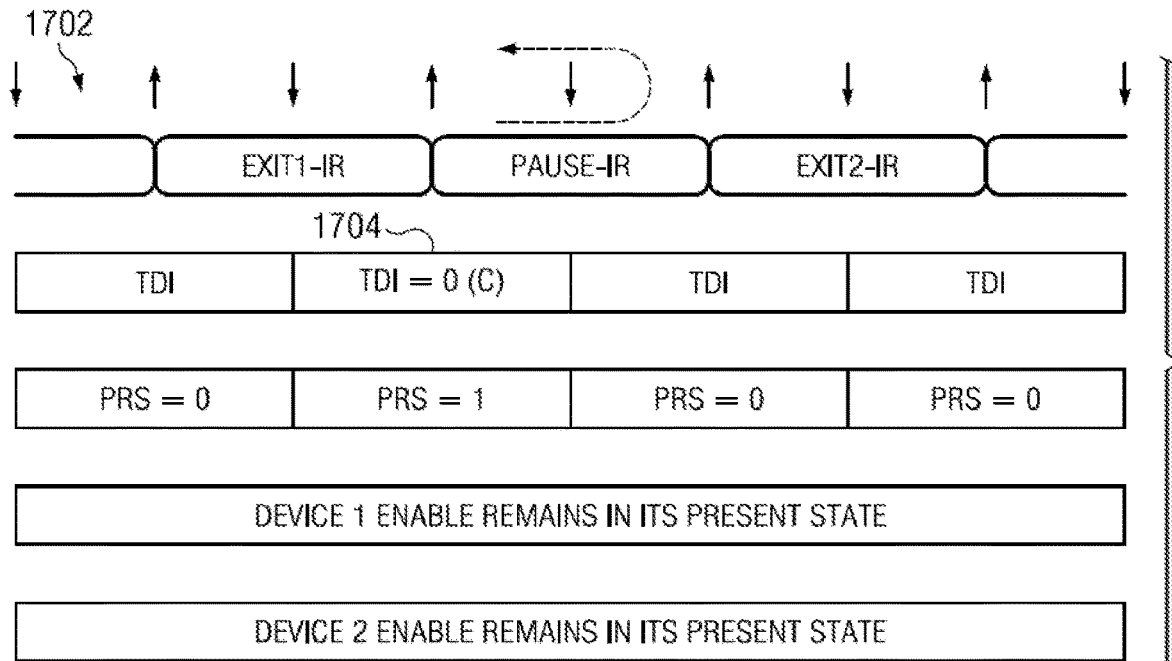 1702
EXIT1-IR PAUSE-IR EXIT2-IR
1704
TDI TDI = 0 (C) TDI TDI
PRS = 0 PRS = 1 PRS = 0 PRS = 0
DEVICE 1 ENABLE REMAINS IN ITS PRESENT STATE
DEVICE 2 ENABLE REMAINS IN ITS PRESENT STATE